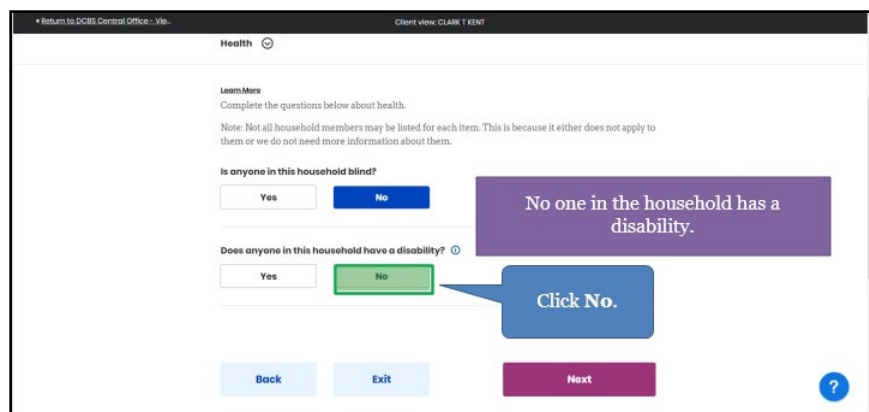 ◂ Return to DCBS Central Office - Vie...
Client view: CLARK T KENT
Health
Learn More
Complete the questions below about health.
Note: Not all household members may be listed for each item. This is because it either does not apply to
them or we do not need more information about them.
Is anyone in this household blind?
Yes
No
No one in the household has a
disability.
Does anyone in this household have a disability?
Yes
No
Click No.
Back
Exit
Next
?